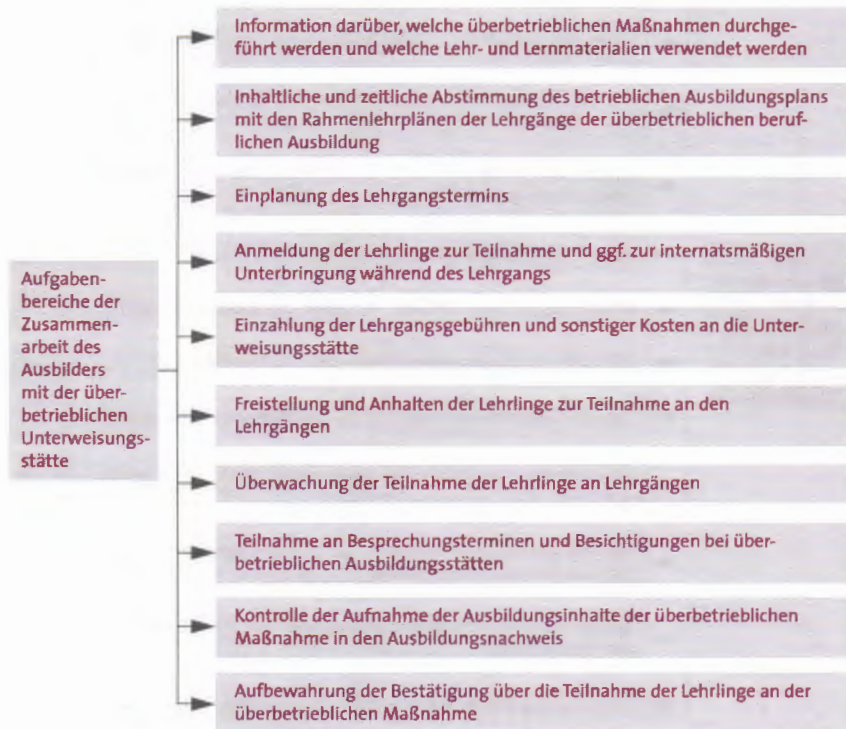 Aufgaben-
bereiche der
Zusammen-
arbeit des
Ausbilders
mit der über-
betrieblichen
Unterweisungs-
stätte
Information darüber, welche überbetrieblichen Maßnahmen durchge-
führt werden und welche Lehr- und Lernmaterialien verwendet werden
Inhaltliche und zeitliche Abstimmung des betrieblichen Ausbildungsplans
mit den Rahmenlehrplänen der Lehrgänge der überbetrieblichen beruf-
lichen Ausbildung
Einplanung des Lehrgangstermins
Anmeldung der Lehrlinge zur Teilnahme und ggf. zur internatsmäßigen
Unterbringung während des Lehrgangs
Einzahlung der Lehrgangsgebühren und sonstiger Kosten an die Unter-
weisungsstätte
Freistellung und Anhalten der Lehrlinge zur Teilnahme an den
Lehrgängen
Überwachung der Teilnahme der Lehrlinge an Lehrgängen
Teilnahme an Besprechungsterminen und Besichtigungen bei über-
betrieblichen Ausbildungsstätten
Kontrolle der Aufnahme der Ausbildungsinhalte der überbetrieblichen
Maßnahme in den Ausbildungsnachweis
Aufbewahrung der Bestätigung über die Teilnahme der Lehrlinge an der
überbetrieblichen Maßnahme